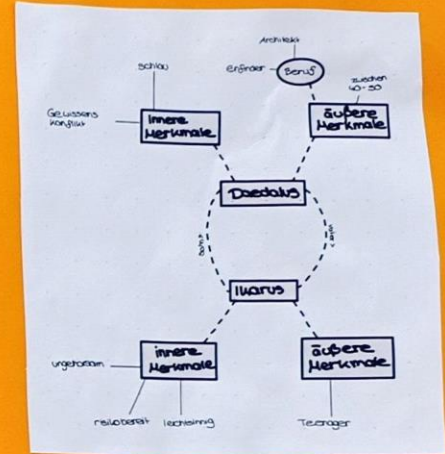 Architekt
schlau
erfinder
Beruf
zwischen
40-50
Gewissens
konflikt
innere
Merkmale
äußere
Merkmale
Daedalus
Sohn
Vater
Ikarus
innere
Merkmale
äußere
Merkmale
ungehorsam
risikobereit
leichtsinnig
Teenager